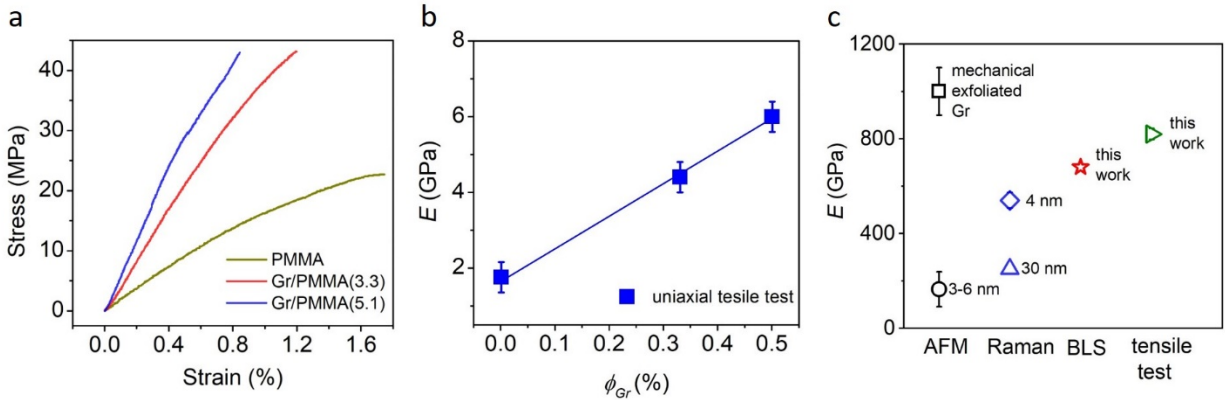 a
Stress (MPa)
40
30
20
10
0
PMMA
Gr/PMMA(3.3)
Gr/PMMA(5.1)
0.0 0.4 0.8 1.2 1.6
Strain (%)
b
E (GPa)
8
6
4
2
uniaxial tesile test
0.0 0.1 0.2 0.3 0.4 0.5
ϕGr (%)
c
E (GPa)
1200
800
400
0
mechanical
exfoliated
Gr
this
work
this
work
4 nm
30 nm
3-6 nm
AFM Raman BLS tensile
test